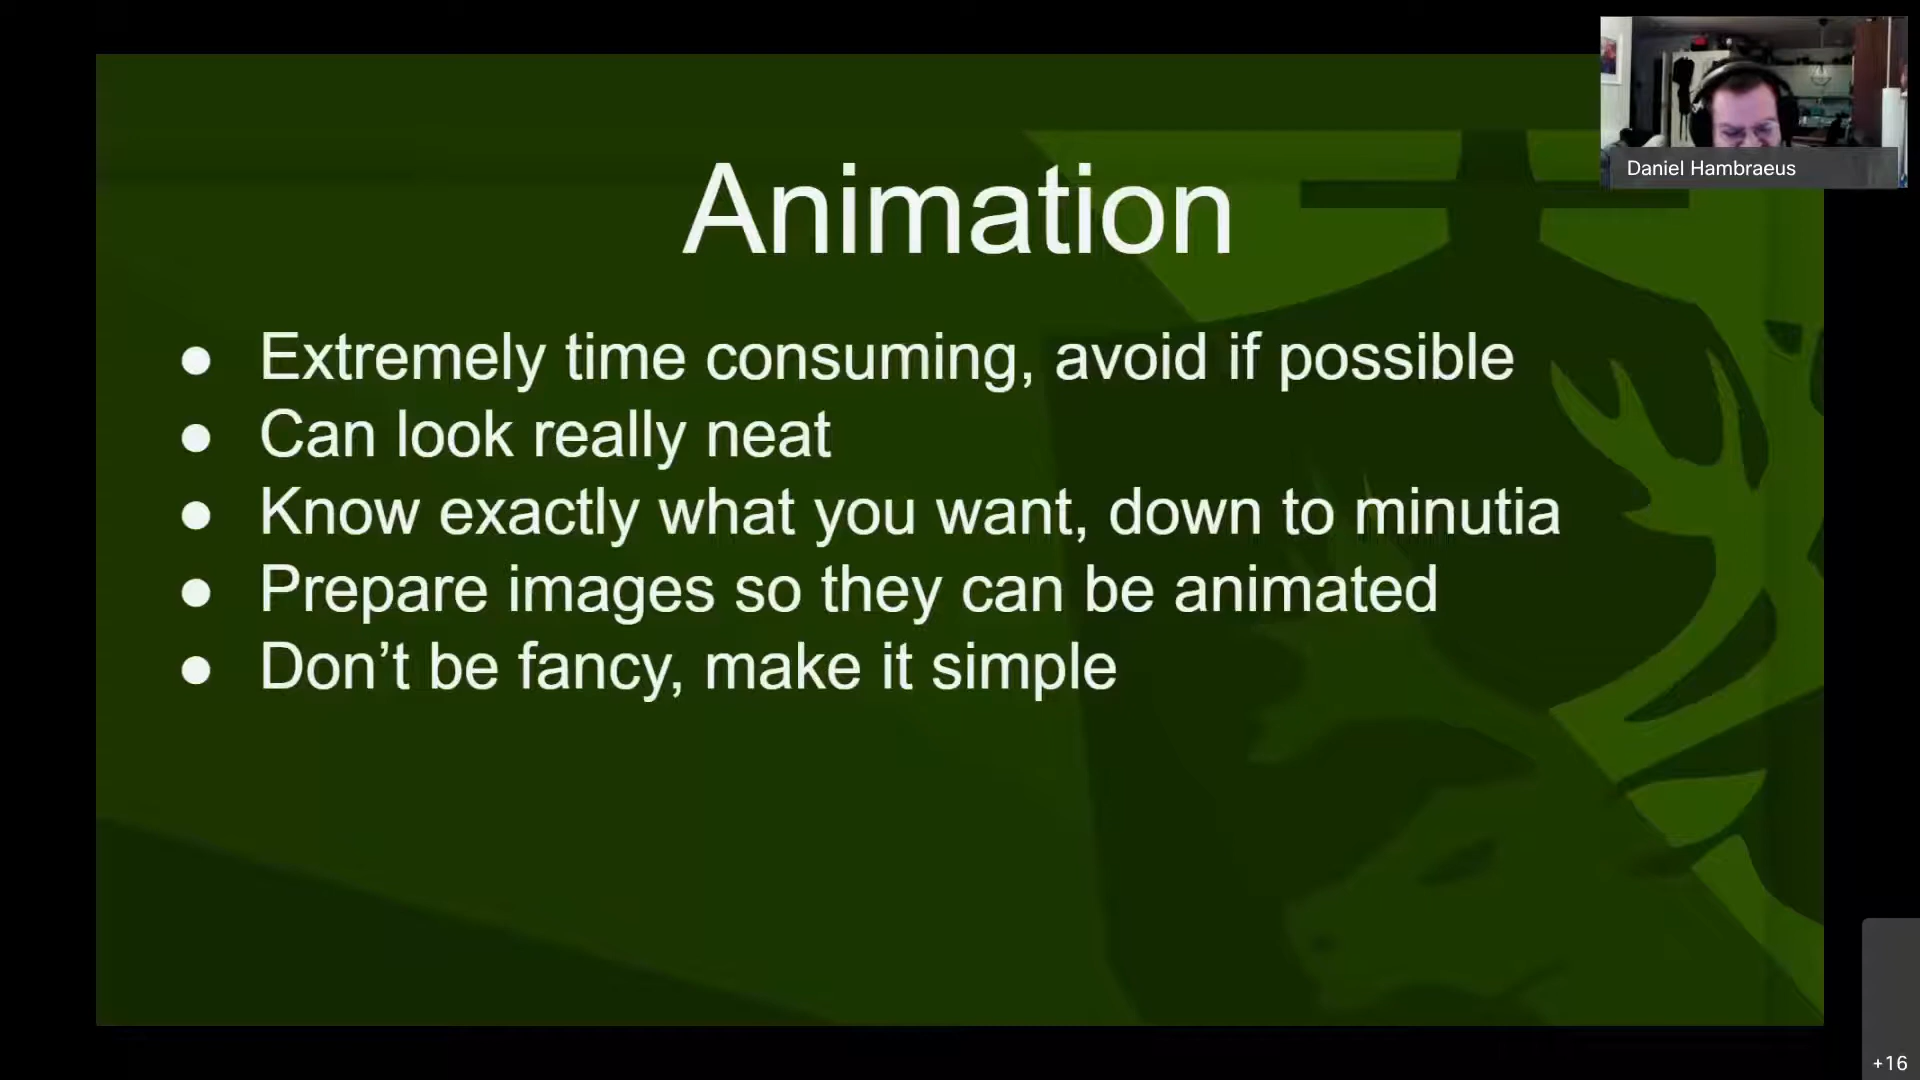 Daniel Hambraeus
Animation
● Extremely time consuming, avoid if possible
● Can look really neat
● Know exactly what you want, down to minutia
● Prepare images so they can be animated
● Don’t be fancy, make it simple
+16